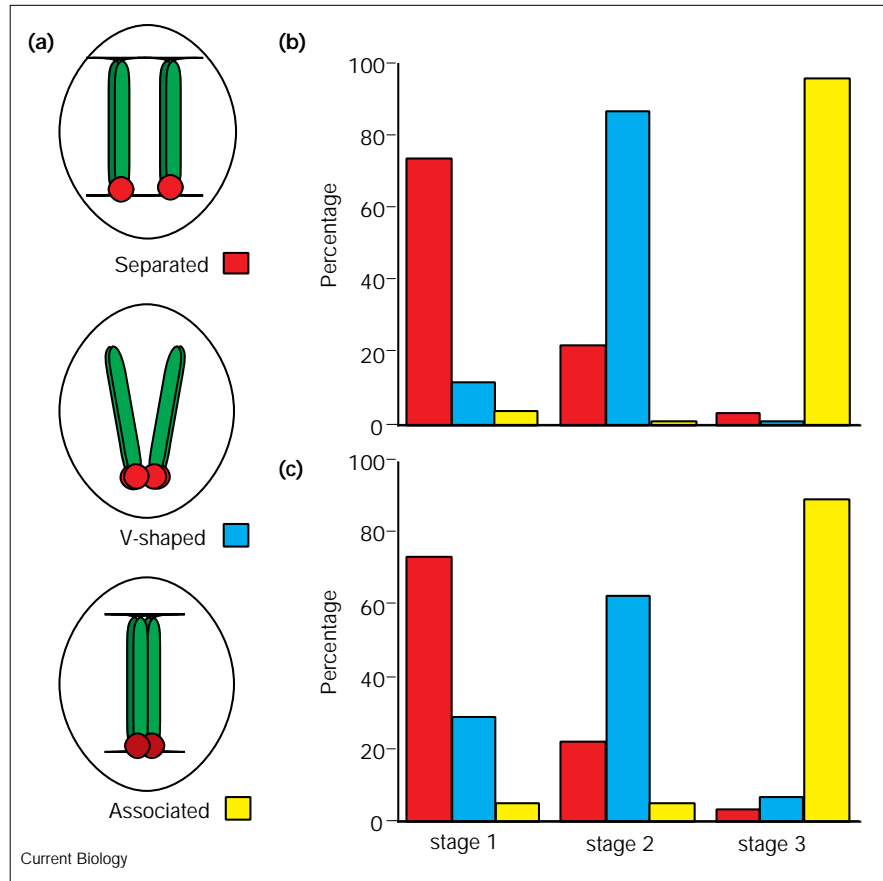 (a)
Separated
V-shaped
Associated
Current Biology
(b)
Percentage
100
80
60
40
20
0
(c)
Percentage
100
80
60
40
20
0
stage 1 stage 2 stage 3